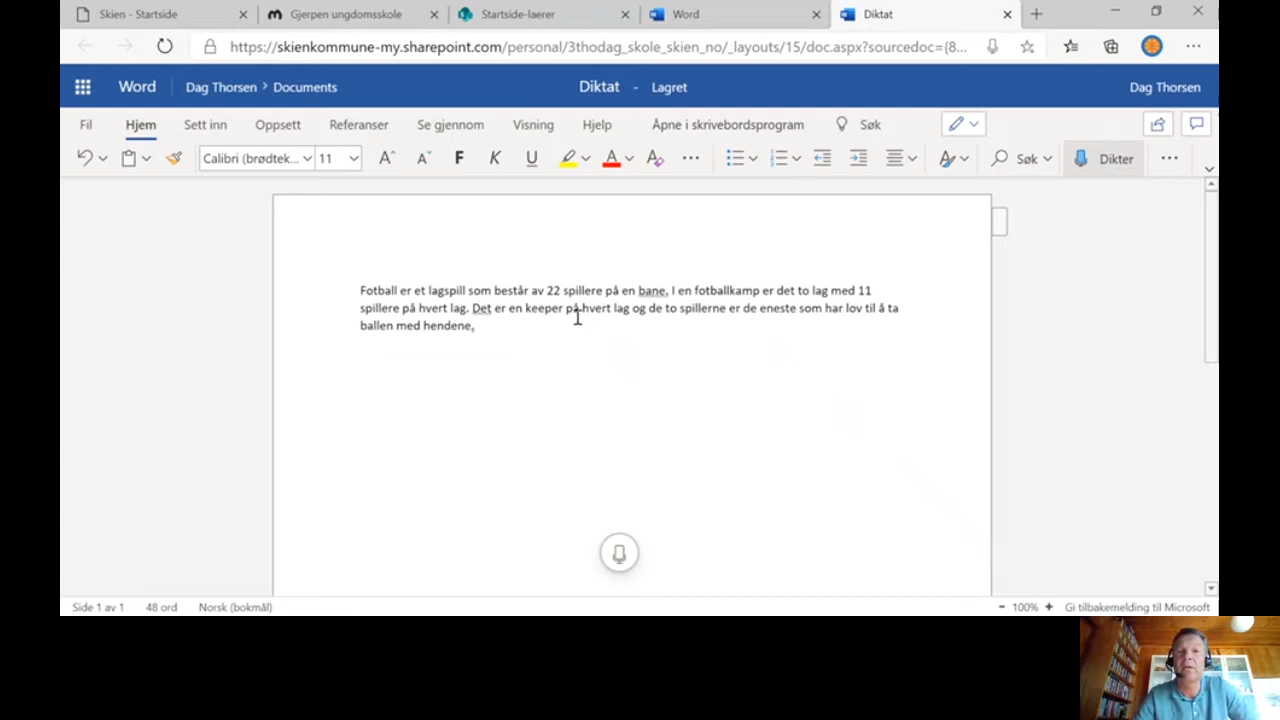 Skien - Startside
Gjerpen ungdomsskole
Startside-laerer
Word
Diktat
https://skienkommune-my.sharepoint.com/personal/3thodag_skole_skien_no/_layouts/15/doc.aspx?sourcedoc={8...
Word Dag Thorsen > Documents Diktat - Lagret Dag Thorsen
Fil Hjem Sett inn Oppsett Referanser Se gjennom Visning Hjelp Åpne i skrivebordsprogram Søk
Calibri (brødtek... 11 F K U A Søk Dikter
Fotball er et lagspill som består av 22 spillere på en bane. I en fotballkamp er det to lag med 11
spillere på hvert lag. Det er en keeper på hvert lag og de to spillerne er de eneste som har lov til å ta
ballen med hendene.
Side 1 av 1 48 ord Norsk (bokmål) - 100% + Gi tilbakemelding til Microsoft